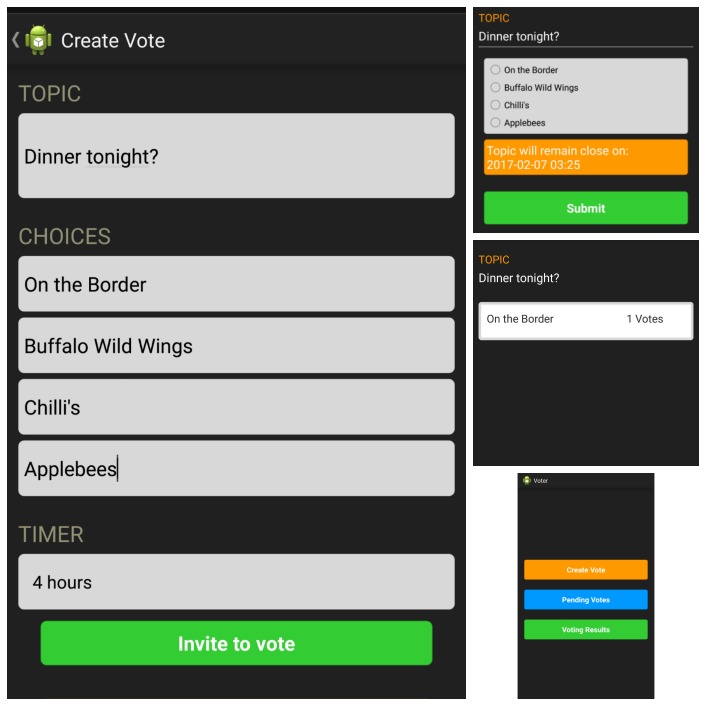 Create Vote
TOPIC
Dinner tonight?
CHOICES
On the Border
Buffalo Wild Wings
Chilli's
Applebees
TIMER
4 hours
Invite to vote
TOPIC
Dinner tonight?
On the Border
Buffalo Wild Wings
Chilli's
Applebees
Topic will remain close on:
2017-02-07 03:25
Submit
TOPIC
Dinner tonight?
On the Border 1 Votes
Voter
Create Vote
Pending Votes
Voting Results